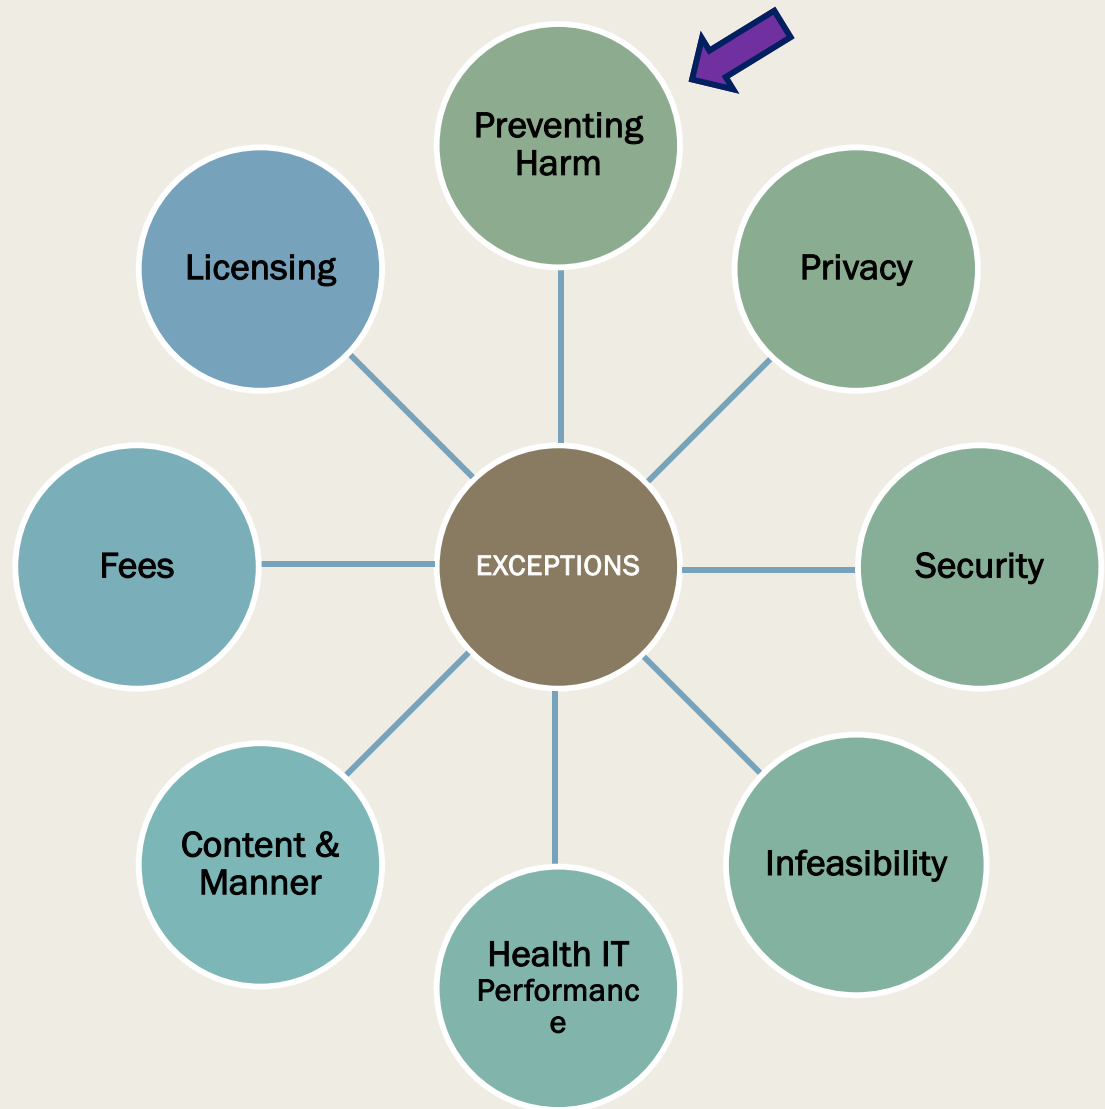 Preventing
Harm
Licensing
Privacy
Fees
EXCEPTIONS
Security
Content &
Manner
Infeasibility
Health IT
Performanc
e